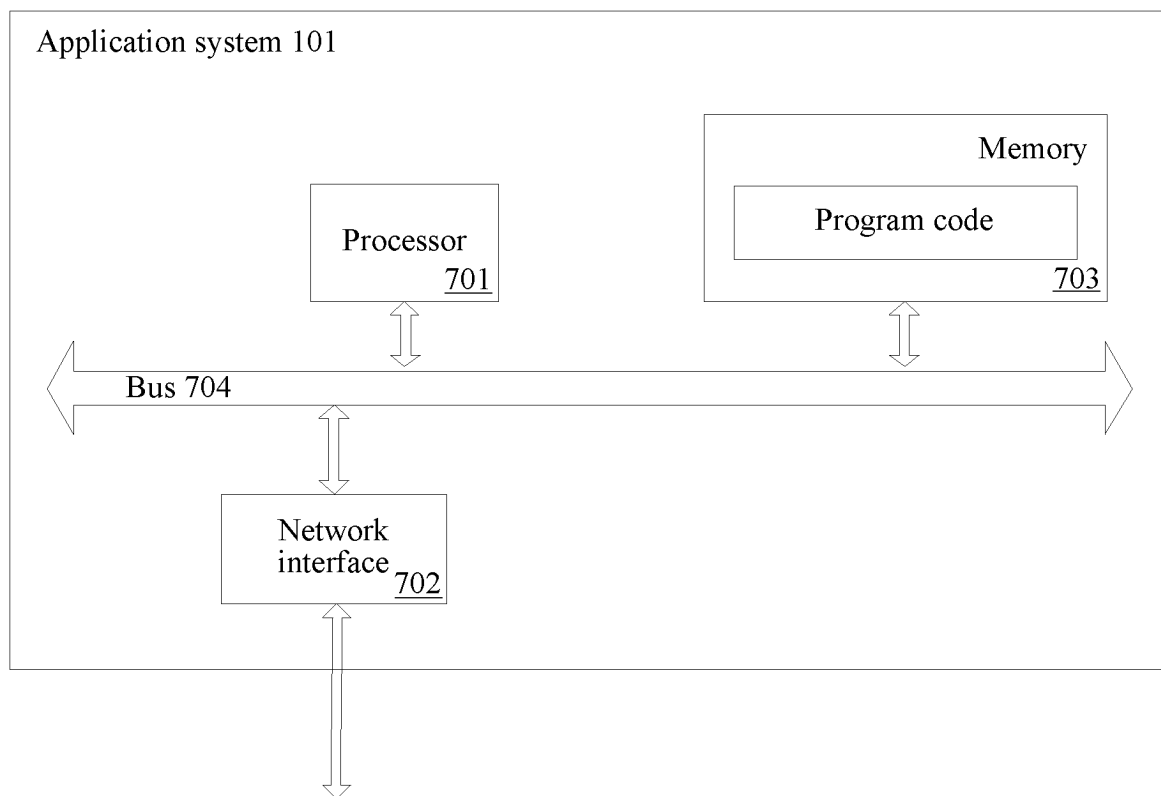 Application system 101
Memory
Program code
703
Processor
701
Bus 704
Network
interface
702